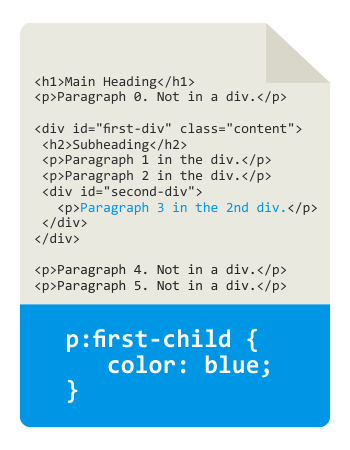 <h1>Main Heading</h1>
<p>Paragraph 0. Not in a div.</p>
<div id="first-div" class="content">
<h2>Subheading</h2>
<p>Paragraph 1 in the div.</p>
<p>Paragraph 2 in the div.</p>
<div id="second-div">
<p>Paragraph 3 in the 2nd div.</p>
</div>
</div>
<p>Paragraph 4. Not in a div.</p>
<p>Paragraph 5. Not in a div.</p>
p:first-child {
color: blue;
}